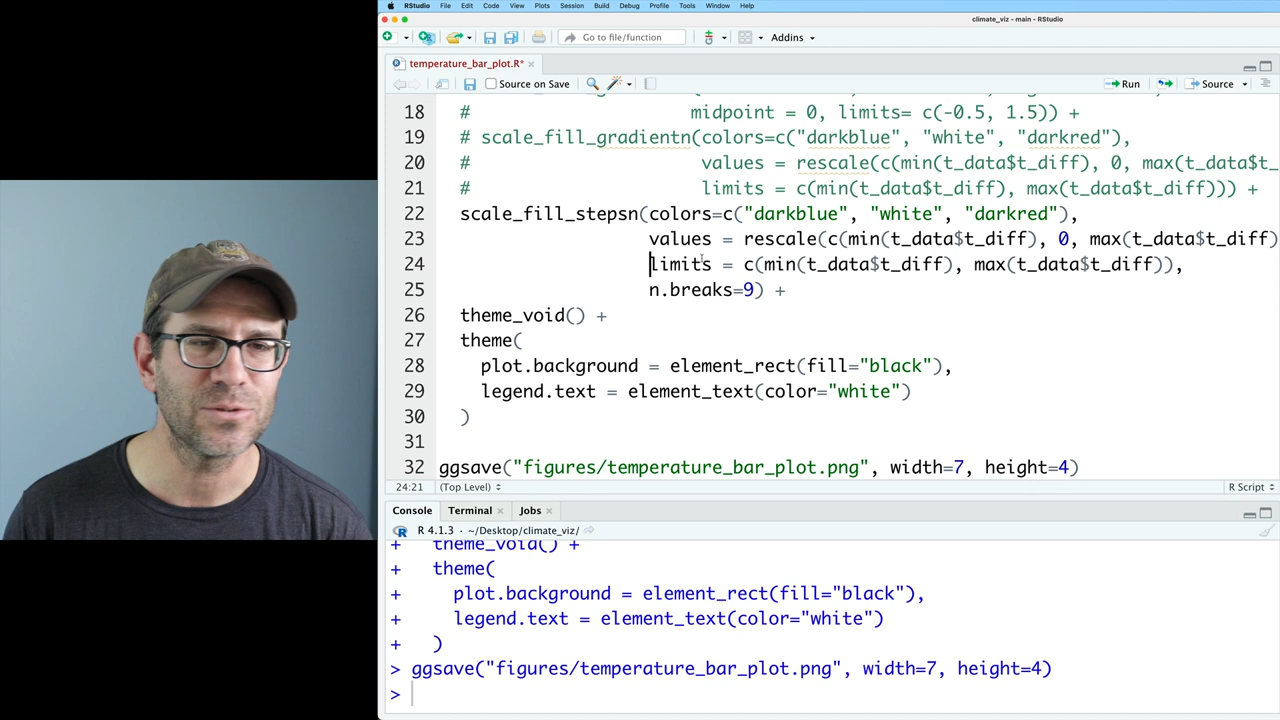 RStudio File Edit Code View Plots Session Build Debug Profile Tools Window Help
climate_viz - main - RStudio
Go to file/function Addins
temperature_bar_plot.R*
Source on Save Run Source
18 # midpoint = 0, limits= c(-0.5, 1.5)) +
19 # scale_fill_gradientn(colors=c("darkblue", "white", "darkred"),
20 # values = rescale(c(min(t_data$t_diff), 0, max(t_data$t_
21 # limits = c(min(t_data$t_diff), max(t_data$t_diff))) +
22 scale_fill_stepsn(colors=c("darkblue", "white", "darkred"),
23 values = rescale(c(min(t_data$t_diff), 0, max(t_data$t_diff)
24 limits = c(min(t_data$t_diff), max(t_data$t_diff)),
25 n.breaks=9) +
26 theme_void() +
27 theme(
28 plot.background = element_rect(fill="black"),
29 legend.text = element_text(color="white")
30 )
31
32 ggsave("figures/temperature_bar_plot.png", width=7, height=4)
24:21 (Top Level) R Script
Console Terminal Jobs
R 4.1.3 · ~/Desktop/climate_viz/
+ theme_void() +
+ theme(
+ plot.background = element_rect(fill="black"),
+ legend.text = element_text(color="white")
+ )
> ggsave("figures/temperature_bar_plot.png", width=7, height=4)
>